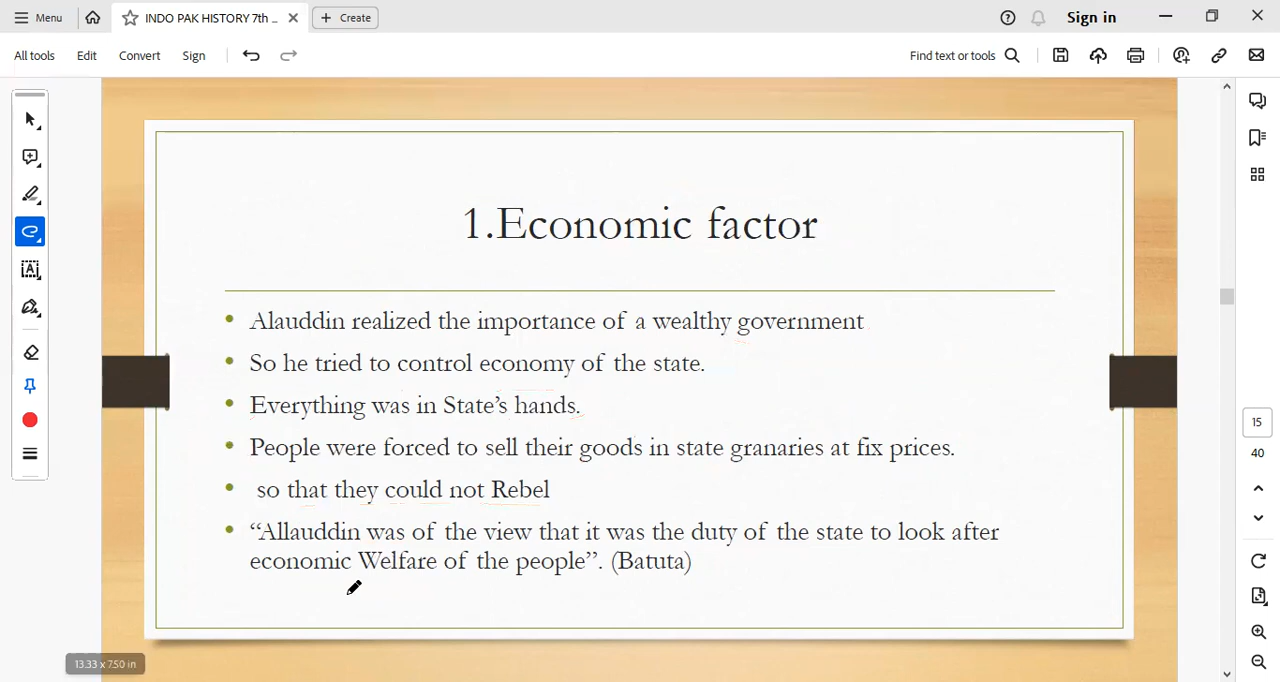 Menu
INDO PAK HISTORY 7th ...
Create
Sign in
All tools
Edit
Convert
Sign
Find text or tools
1.Economic factor
• Alauddin realized the importance of a wealthy government
• So he tried to control economy of the state.
• Everything was in State’s hands.
• People were forced to sell their goods in state granaries at fix prices.
• so that they could not Rebel
• “Allauddin was of the view that it was the duty of the state to look after
economic Welfare of the people”. (Batuta)
15
40
13.33 x 7.50 in